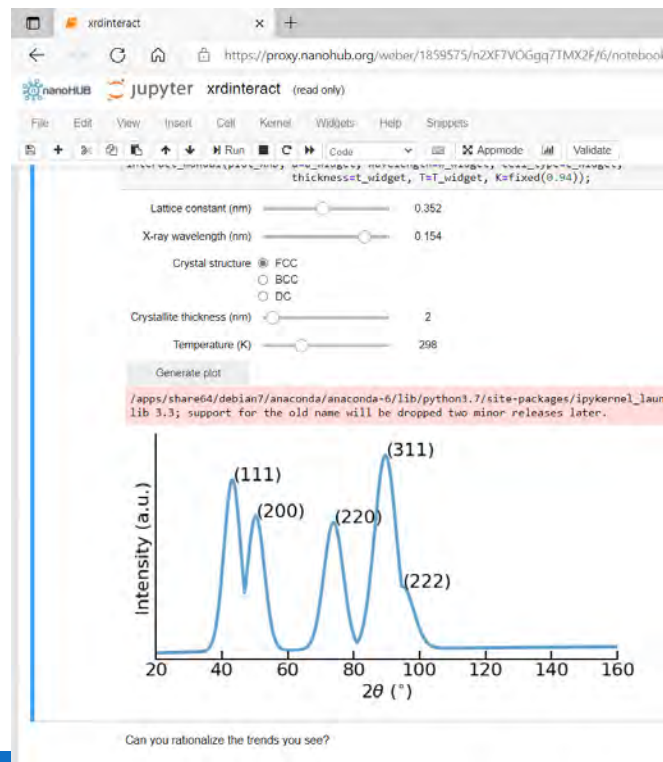 xrdinteract
https://proxy.nanohub.org/weber/1859575/n2XF7VOGgq7TMX2F/6/notebook
nanoHUB jupyter xrdinteract (read only)
File Edit View Insert Cell Kernel Widgets Help Snippets
Run Code Appmode Validate
thickness=t_widget, T=T_widget, K=fixed(0.94));
Lattice constant (nm) 0.352
X-ray wavelength (nm) 0.154
Crystal structure FCC
BCC
DC
Crystallite thickness (nm) 2
Temperature (K) 298
Generate plot
/apps/share64/debian7/anaconda/anaconda-6/lib/python3.7/site-packages/ipykernel_laun
lib 3.3; support for the old name will be dropped two minor releases later.
(311)
(111)
(200)
(220)
(222)
Intensity (a.u.)
20 40 60 80 100 120 140 160
2θ (°)
Can you rationalize the trends you see?